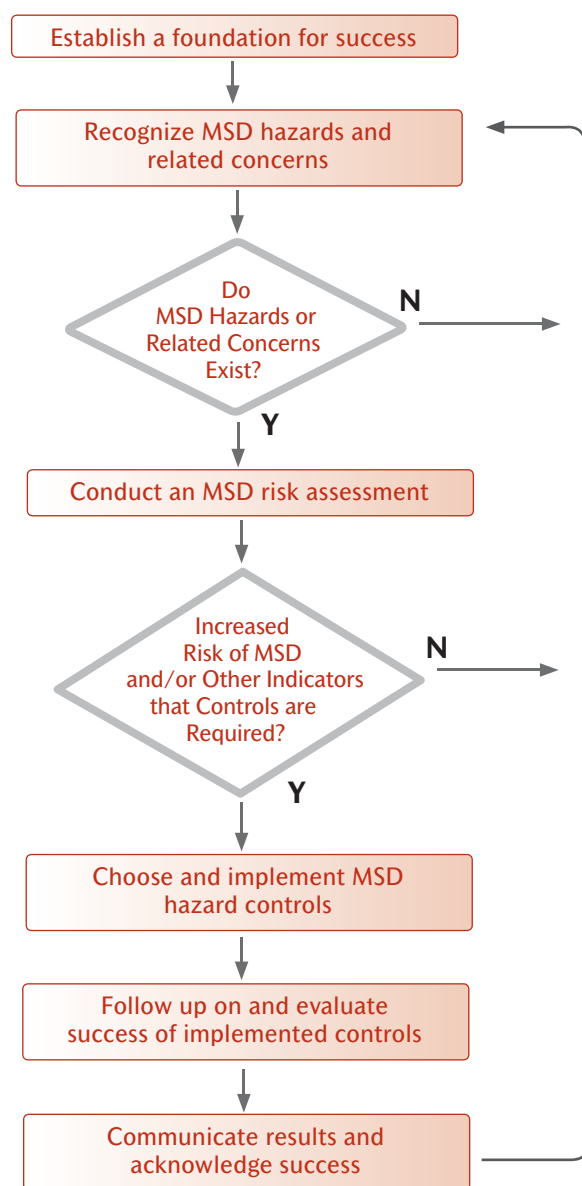 Establish a foundation for success
Recognize MSD hazards and
related concerns
Do
MSD Hazards or
Related Concerns
Exist?
N
Y
Conduct an MSD risk assessment
Increased
Risk of MSD
and/or Other Indicators
that Controls are
Required?
N
Y
Choose and implement MSD
hazard controls
Follow up on and evaluate
success of implemented controls
Communicate results and
acknowledge success